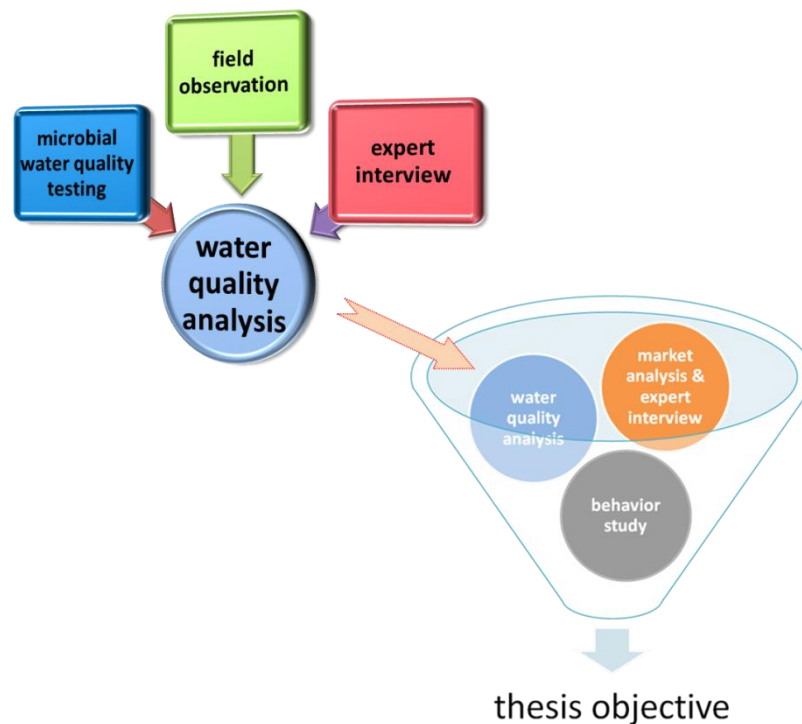 field
observation
microbial
water quality
testing
expert
interview
water
quality
analysis
water
quality
analysis
market
analysis &
expert
interview
behavior
study
thesis objective